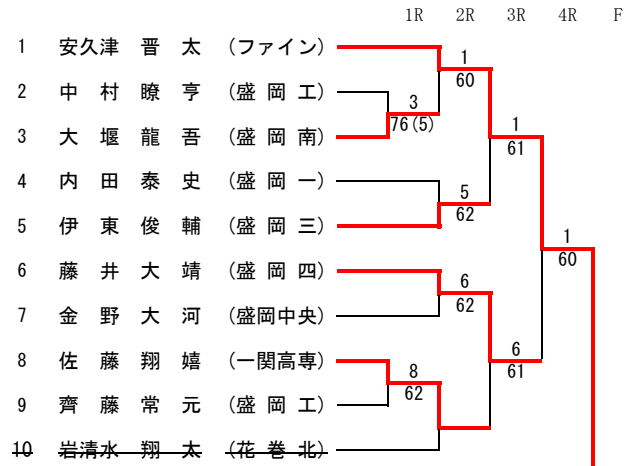 1R 2R 3R 4R F
1 安久津 晋 太 (ファイン)
1
60
2 中 村 瞭 亨 (盛 岡 工)
3
76(5)
3 大 堰 龍 吾 (盛 岡 南)
1
61
4 内 田 泰 史 (盛 岡 一)
5
62
5 伊 東 俊 輔 (盛 岡 三)
1
60
6 藤 井 大 靖 (盛 岡 四)
6
62
7 金 野 大 河 (盛岡中央)
6
61
8 佐 藤 翔 嬉 (一関高専)
8
62
9 齊 藤 常 元 (盛 岡 工)
10 岩清水 翔 太 (花 巻 北)